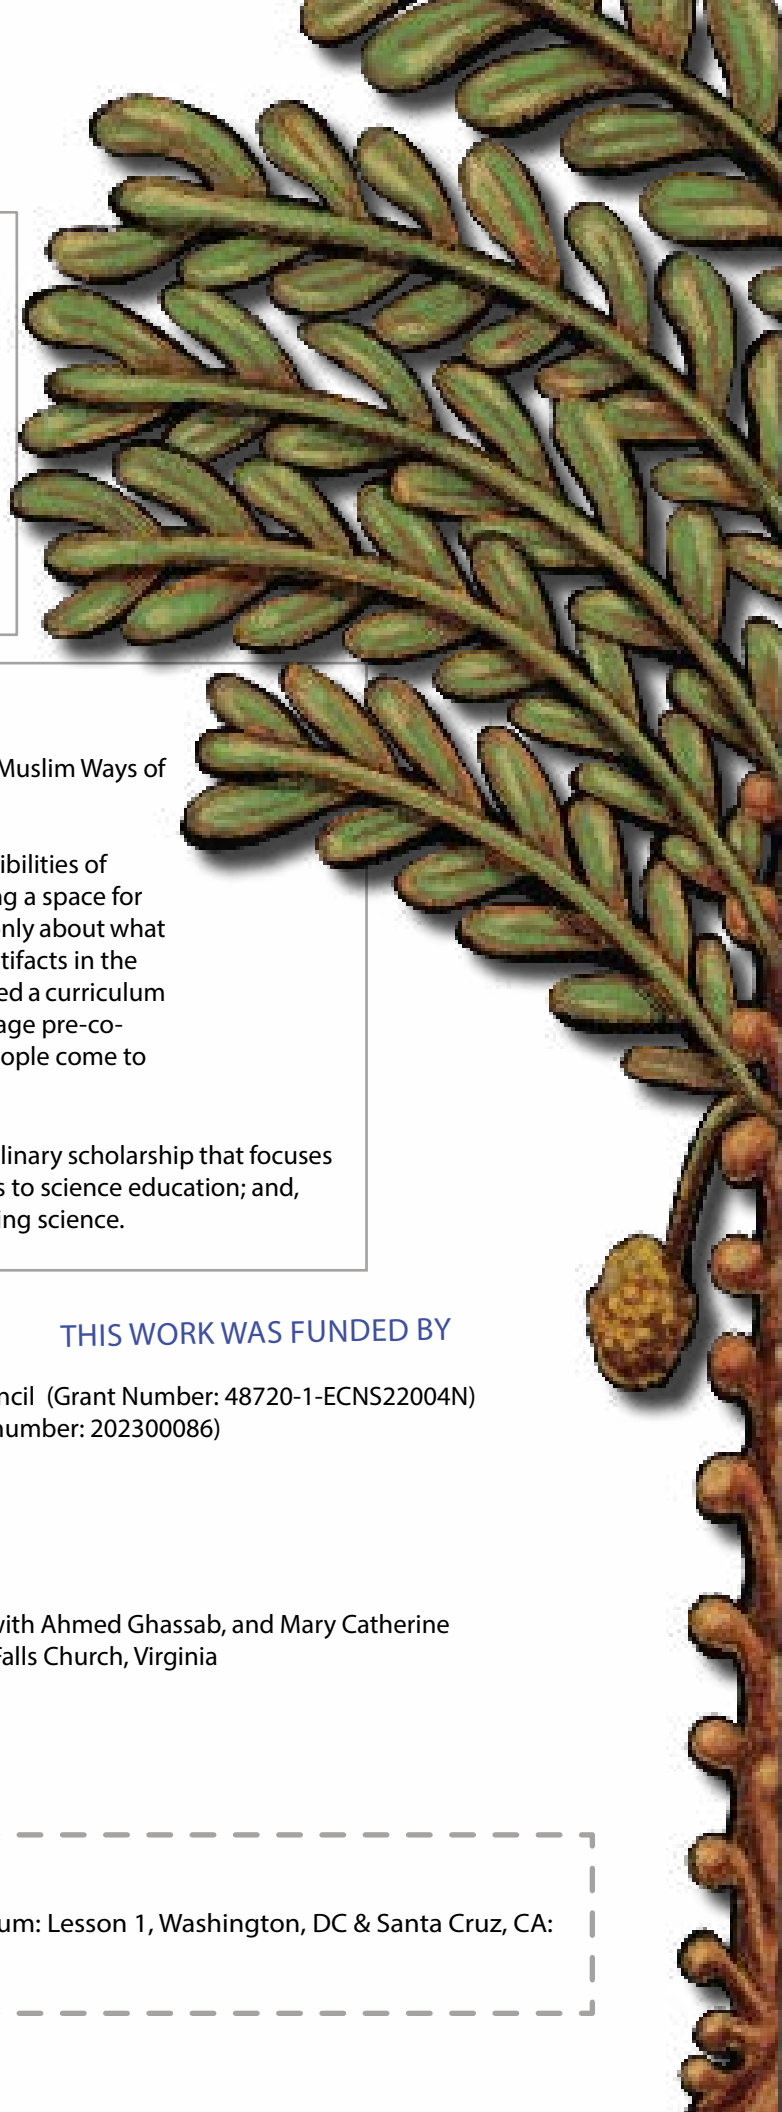 Muslim Ways of
ibilities of
ng a space for
only about what
tifacts in the
ed a curriculum
age pre-co-
ople come to
linary scholarship that focuses
s to science education; and,
ing science.
THIS WORK WAS FUNDED BY
ncil (Grant Number: 48720-1-ECNS22004N)
number: 202300086)
with Ahmed Ghassab, and Mary Catherine
Falls Church, Virginia
um: Lesson 1, Washington, DC & Santa Cruz, CA: